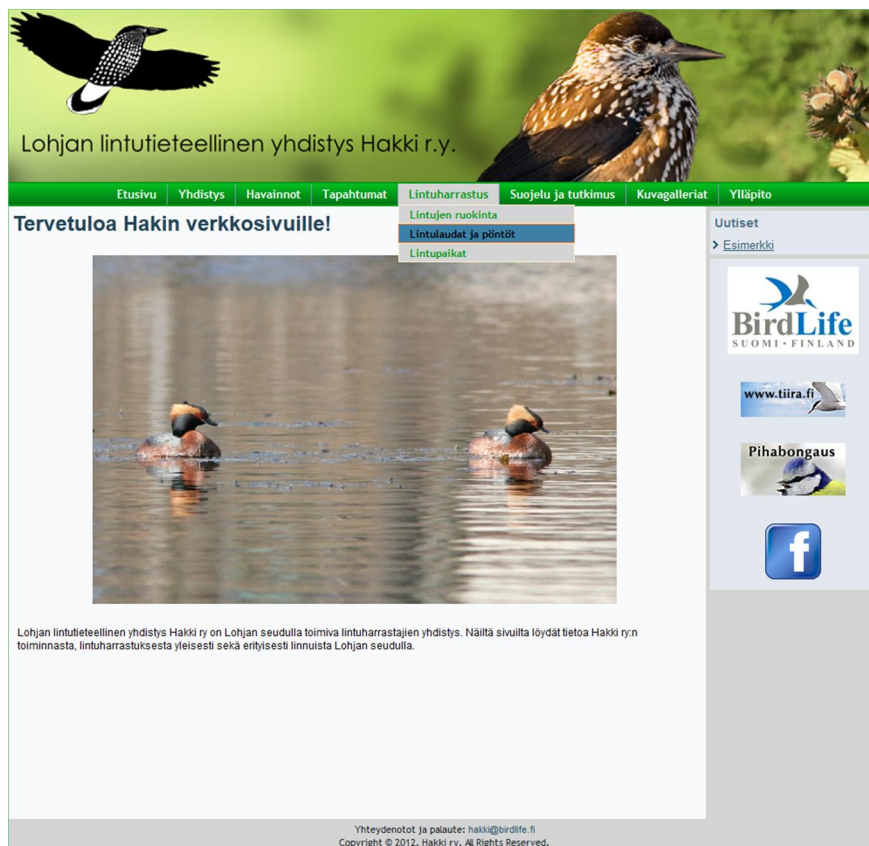 Lohjan lintutieteellinen yhdistys Hakki r.y.
Etusivu Yhdistys Havainnot Tapahtumat Lintuharrastus Suojelu ja tutkimus Kuvagalleriat Ylläpito
Lintujen ruokinta
Lintulaudat ja pöntöt
Lintupaikat
Tervetuloa Hakin verkkosivuille!
Lohjan lintutieteellinen yhdistys Hakki ry on Lohjan seudulla toimiva lintuharrastajien yhdistys. Näiltä sivuilta löydät tietoa Hakki ry:n
toiminnasta, lintuharrastuksesta yleisesti sekä erityisesti linnuista Lohjan seudulla.
Uutiset
Esimerkki
BirdLife
SUOMI • FINLAND
www.tiira.fi
Pihabongaus
f
Yhteydenotot ja palaute: hakki@birdlife.fi
Copyright © 2012. Hakki ry. All Rights Reserved.